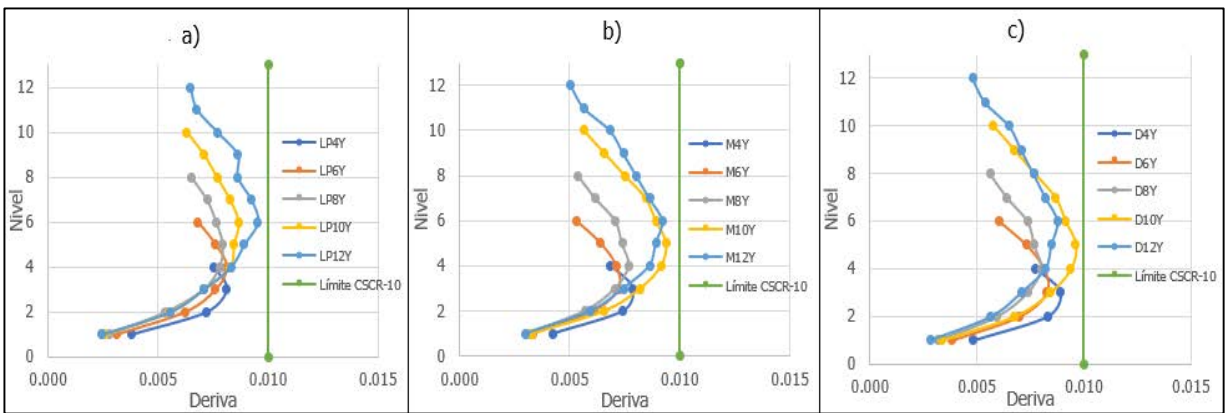 a)
12
10
8
6
4
2
0
Nivel
0.000
0.005
0.010
0.015
Deriva
LP4Y
LP6Y
LP8Y
LP10Y
LP12Y
Límite CSCR-10
b)
12
10
8
6
4
2
0
Nivel
0.000
0.005
0.010
0.015
Deriva
M4Y
M6Y
M8Y
M10Y
M12Y
Límite CSCR-10
c)
12
10
8
6
4
2
0
Nivel
0.000
0.005
0.010
0.015
Deriva
D4Y
D6Y
D8Y
D10Y
D12Y
Límite CSCR-10